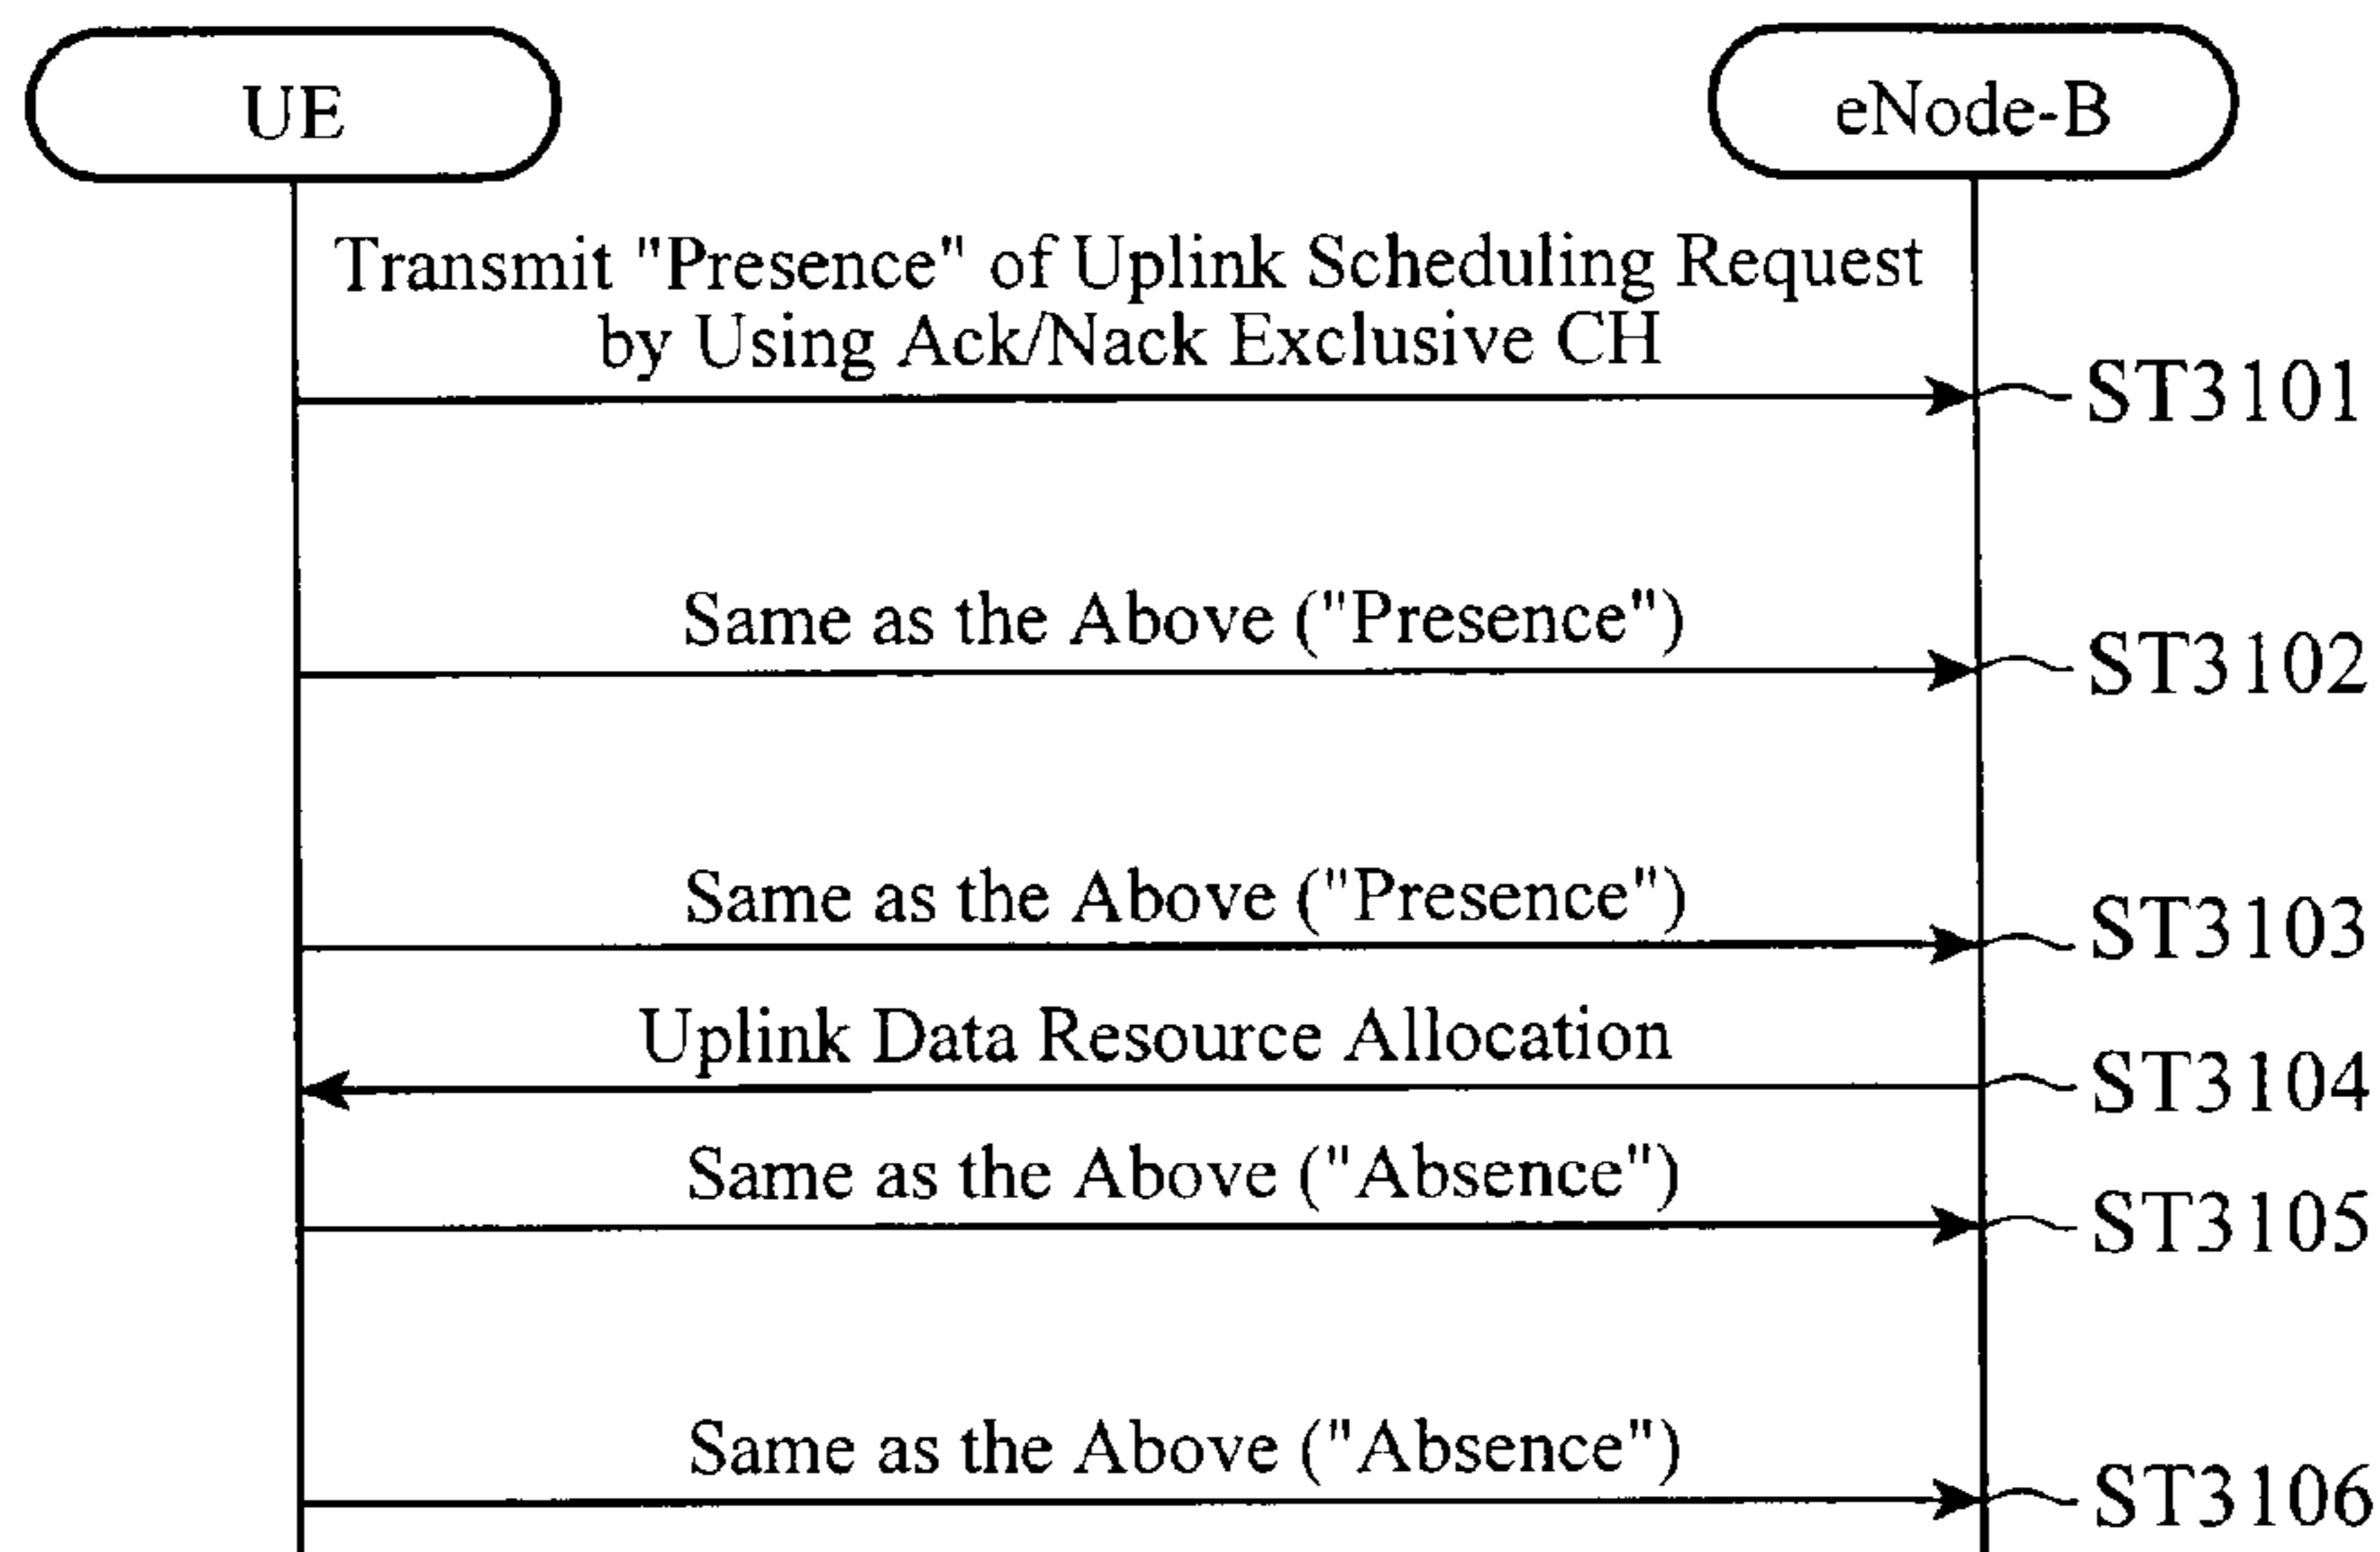 UE
eNode-B
Transmit "Presence" of Uplink Scheduling Request
by Using Ack/Nack Exclusive CH
ST3101
Same as the Above ("Presence")
ST3102
Same as the Above ("Presence")
ST3103
Uplink Data Resource Allocation
ST3104
Same as the Above ("Absence")
ST3105
Same as the Above ("Absence")
ST3106